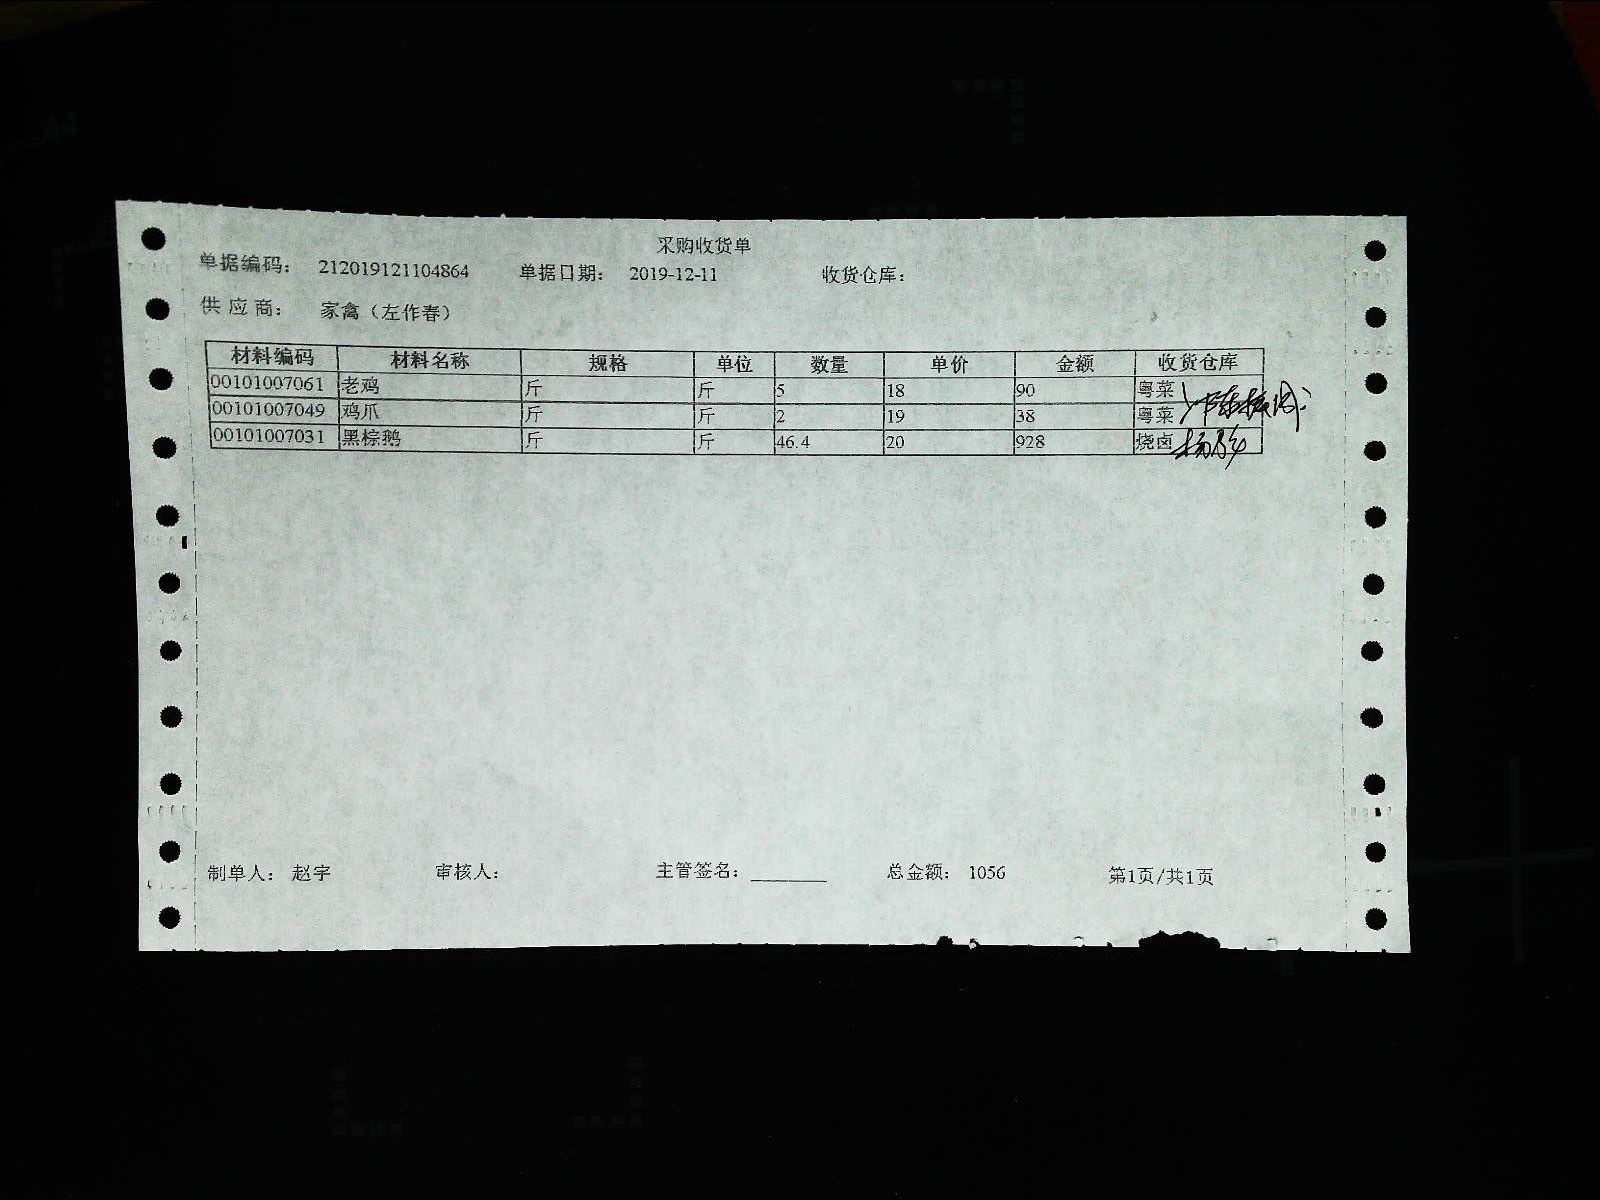 采购收货单
单据编码： 212019121104864 单据日期： 2019-12-11 收货仓库：
供应商： 家禽（左作春）
材料编码 材料名称 规格 单位 数量 单价 金额 收货仓库
00101007061 老鸡 斤 斤 5 18 90 粤菜
00101007049 鸡爪 斤 斤 2 19 38 粤菜
00101007031 黑棕鹅 斤 斤 46.4 20 928 烧卤
制单人： 赵宇 审核人： 主管签名： 总金额： 1056 第1页/共1页